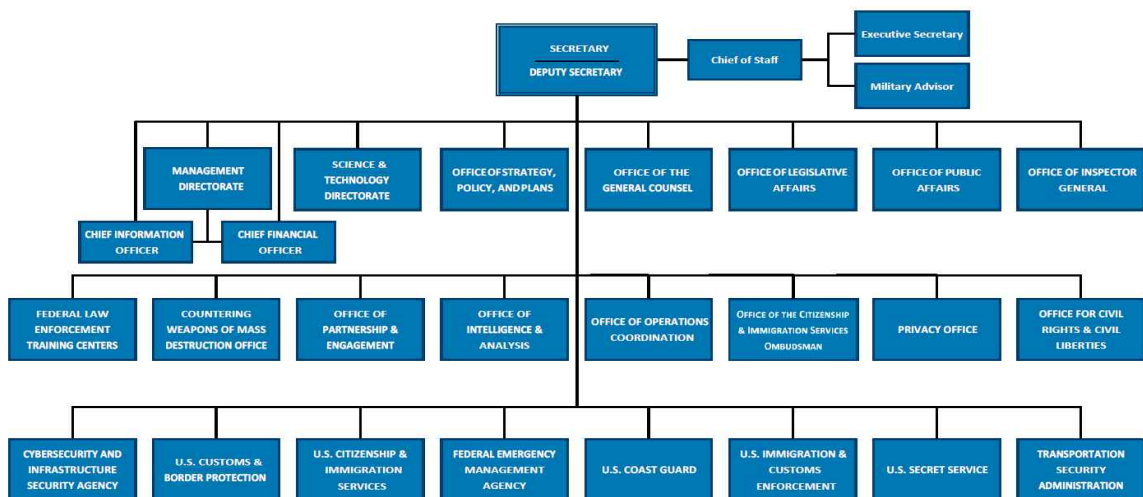 SECRETARY
DEPUTY SECRETARY
Chief of Staff
Executive Secretary
Military Advisor
MANAGEMENT
DIRECTORATE
SCIENCE &
TECHNOLOGY
DIRECTORATE
OFFICE OF STRATEGY,
POLICY, AND PLANS
OFFICE OF THE
GENERAL COUNSEL
OFFICE OF LEGISLATIVE
AFFAIRS
OFFICE OF PUBLIC
AFFAIRS
OFFICE OF INSPECTOR
GENERAL
CHIEF INFORMATION
OFFICER
CHIEF FINANCIAL
OFFICER
FEDERAL LAW
ENFORCEMENT
TRAINING CENTERS
COUNTERING
WEAPONS OF MASS
DESTRUCTION OFFICE
OFFICE OF
PARTNERSHIP &
ENGAGEMENT
OFFICE OF
INTELLIGENCE &
ANALYSIS
OFFICE OF OPERATIONS
COORDINATION
OFFICE OF THE CITIZENSHIP
& IMMIGRATION SERVICES
OMBUDSMAN
PRIVACY OFFICE
OFFICE FOR CIVIL
RIGHTS & CIVIL
LIBERTIES
CYBERSECURITY AND
INFRASTRUCTURE
SECURITY AGENCY
U.S. CUSTOMS &
BORDER PROTECTION
U.S. CITIZENSHIP &
IMMIGRATION
SERVICES
FEDERAL EMERGENCY
MANAGEMENT
AGENCY
U.S. COAST GUARD
U.S. IMMIGRATION &
CUSTOMS
ENFORCEMENT
U.S. SECRET SERVICE
TRANSPORTATION
SECURITY
ADMINISTRATION